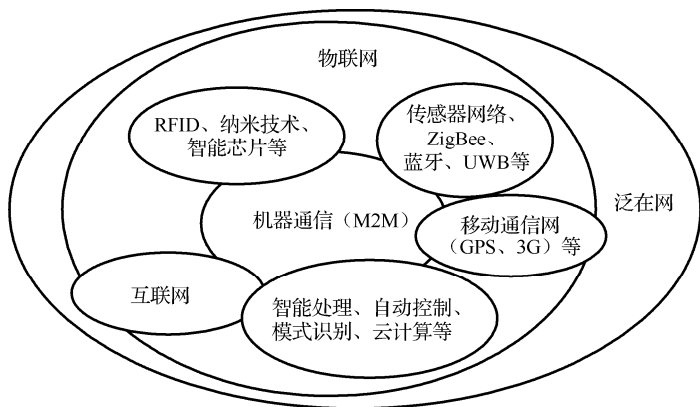 物联网
RFID、纳米技术、
智能芯片等
传感器网络、
ZigBee、
蓝牙、UWB等
泛在网
机器通信（M2M）
移动通信网
（GPS、3G）等
互联网
智能处理、自动控制、
模式识别、云计算等